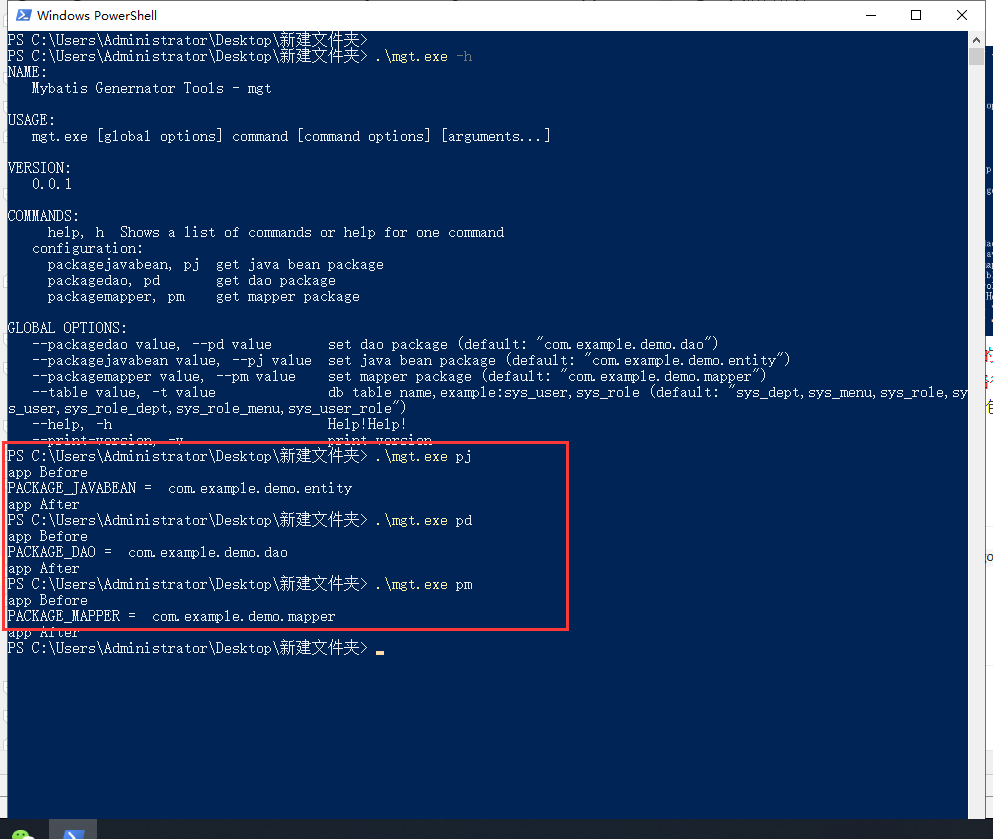 Windows PowerShell
PS C:\Users\Administrator\Desktop\新建文件夹>
PS C:\Users\Administrator\Desktop\新建文件夹> .\mgt.exe -h
NAME:
   Mybatis Genernator Tools - mgt

USAGE:
   mgt.exe [global options] command [command options] [arguments...]

VERSION:
   0.0.1

COMMANDS:
     help, h  Shows a list of commands or help for one command
   configuration:
     packagejavabean, pj  get java bean package
     packagedao, pd       get dao package
     packagemapper, pm    get mapper package

GLOBAL OPTIONS:
   --packagedao value, --pd value       set dao package (default: "com.example.demo.dao")
   --packagejavabean value, --pj value  set java bean package (default: "com.example.demo.entity")
   --packagemapper value, --pm value    set mapper package (default: "com.example.demo.mapper")
   --table value, -t value              db table name,example:sys_user,sys_role (default: "sys_dept,sys_menu,sys_role,sy
s_user,sys_role_dept,sys_role_menu,sys_user_role")
   --help, -h                           Help!Help!
   --print-version, -v                  print version
PS C:\Users\Administrator\Desktop\新建文件夹> .\mgt.exe pj
app Before
PACKAGE_JAVABEAN =  com.example.demo.entity
app After
PS C:\Users\Administrator\Desktop\新建文件夹> .\mgt.exe pd
app Before
PACKAGE_DAO =  com.example.demo.dao
app After
PS C:\Users\Administrator\Desktop\新建文件夹> .\mgt.exe pm
app Before
PACKAGE_MAPPER =  com.example.demo.mapper
app After
PS C:\Users\Administrator\Desktop\新建文件夹>